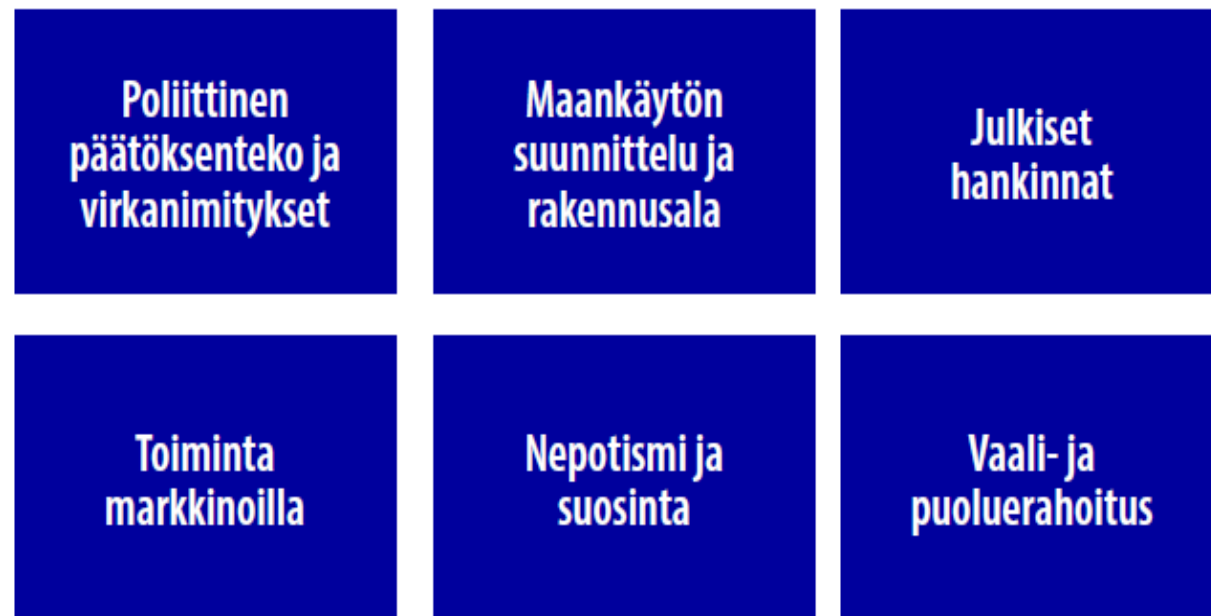 Poliittinen
päätöksenteko ja
virkanimitykset
Maankäytön
suunnittelu ja
rakennusala
Julkiset
hankinnat
Toiminta
markkinoilla
Nepotismi ja
suosinta
Vaali- ja
puoluerahoitus